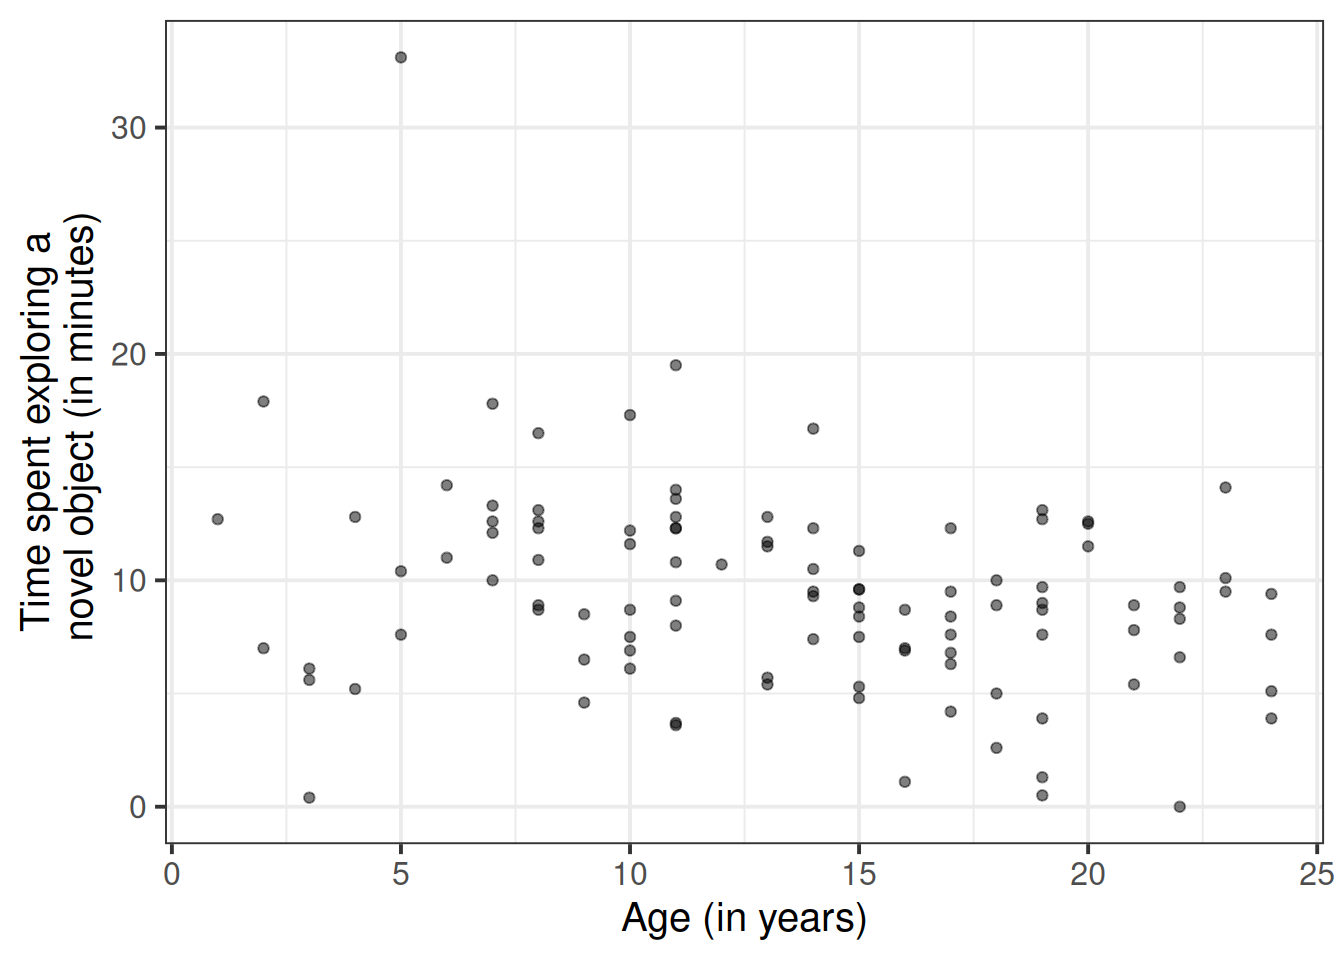 Time spent exploring a
novel object (in minutes)
30
20
10
0
0 5 10 15 20 25
Age (in years)